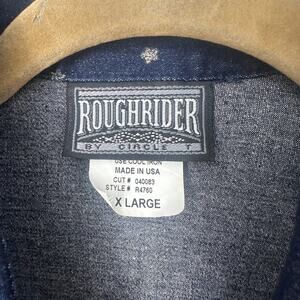 ROUGHRIDER
BY CIRCLE T
USE COOL IRON
MADE IN USA
CUT # 040083
STYLE # R4760
X LARGE